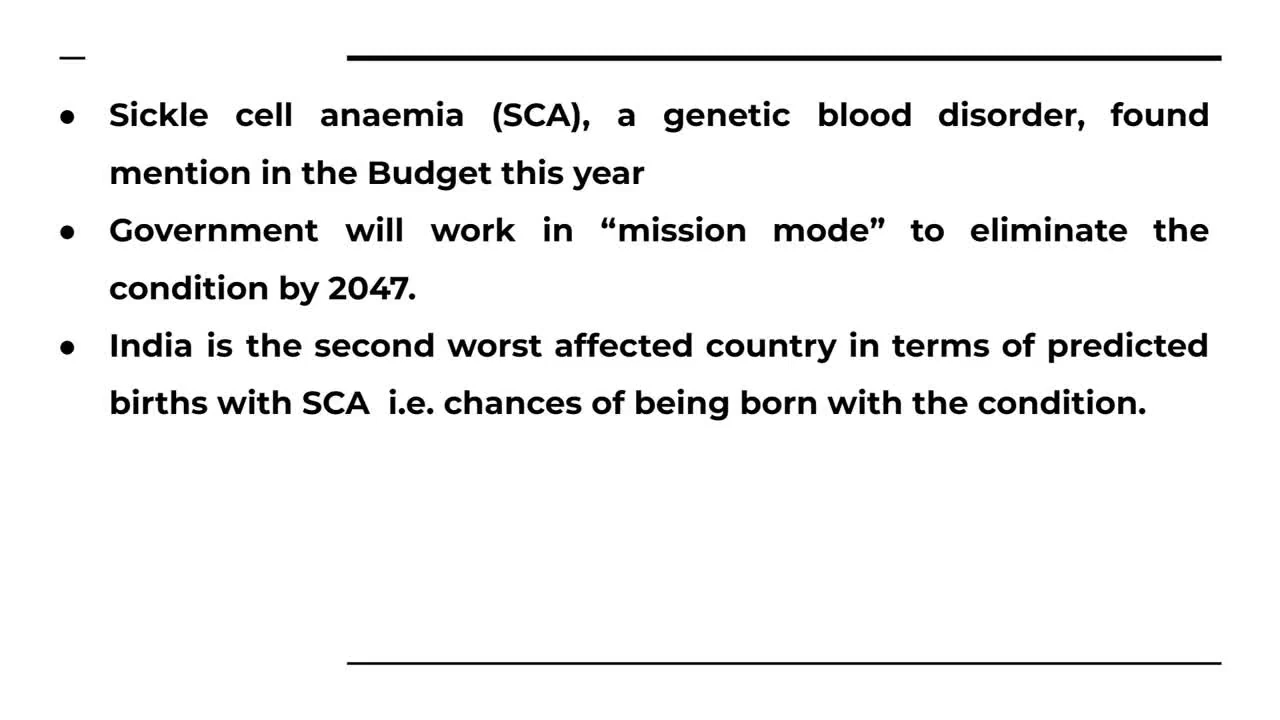 ● Sickle cell anaemia (SCA), a genetic blood disorder, found
mention in the Budget this year
● Government will work in “mission mode” to eliminate the
condition by 2047.
● India is the second worst affected country in terms of predicted
births with SCA  i.e. chances of being born with the condition.